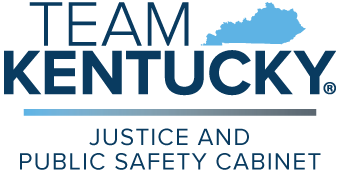 TEAM
KENTUCKY®
JUSTICE AND
PUBLIC SAFETY CABINET